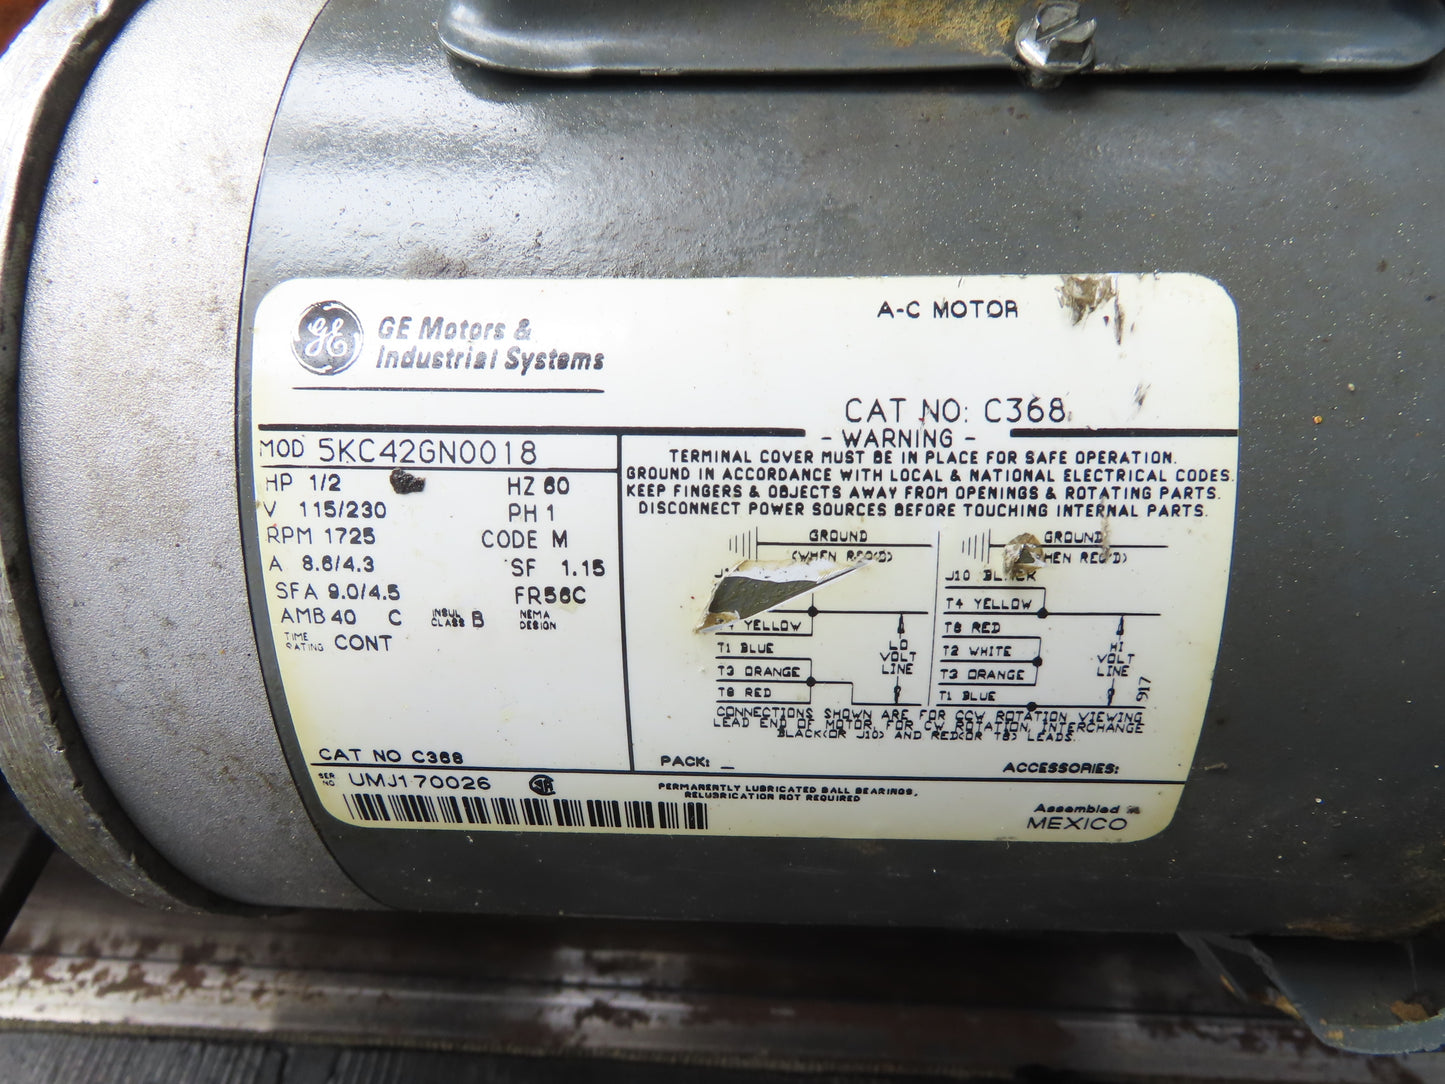 GE
GE Motors &
Industrial Systems
A-C MOTOR
CAT NO: C368
MOD 5KC42GN0018
HP 1/2 HZ 60
V 115/230 PH 1
RPM 1725 CODE M
A 8.6/4.3 SF 1.15
SFA 9.0/4.5 FR56C
AMB 40 C INSUL CLASS B NEMA DESIGN
TIME RATING CONT
CAT NO C368
SER NO UMJ170026
- WARNING -
TERMINAL COVER MUST BE IN PLACE FOR SAFE OPERATION.
GROUND IN ACCORDANCE WITH LOCAL & NATIONAL ELECTRICAL CODES.
KEEP FINGERS & OBJECTS AWAY FROM OPENINGS & ROTATING PARTS.
DISCONNECT POWER SOURCES BEFORE TOUCHING INTERNAL PARTS.
GROUND
(WHEN REQ'D)
YELLOW
T1 BLUE
T3 ORANGE
T8 RED
LO
VOLT
LINE
GROUND
HEN REQ'D)
J10 BLACK
T4 YELLOW
T8 RED
T2 WHITE
T3 ORANGE
T1 BLUE
HI
VOLT
LINE
917
CONNECTIONS SHOWN ARE FOR CCW ROTATION VIEWING
LEAD END OF MOTOR. FOR CW ROTATION, INTERCHANGE
BLACK(OR J10) AND RED(OR T8) LEADS.
PACK: _ ACCESSORIES:
PERMANENTLY LUBRICATED BALL BEARINGS,
RELUBRICATION NOT REQUIRED
Assembled in
MEXICO